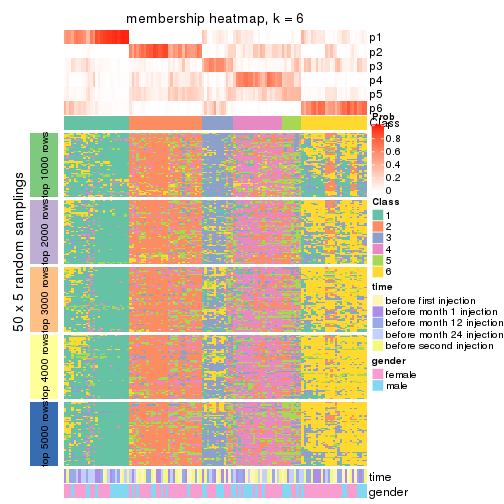 membership heatmap, k = 6
p1
p2
p3
p4
p5
p6
Class
Prob
1
0.8
0.6
0.4
0.2
0
Class
1
2
3
4
5
6
time
before first injection
before month 1 injection
before month 12 injection
before month 24 injection
before second injection
gender
female
male
50 x 5 random samplings
top 1000 rows
top 2000 rows
top 3000 rows
top 4000 rows
top 5000 rows
time
gender